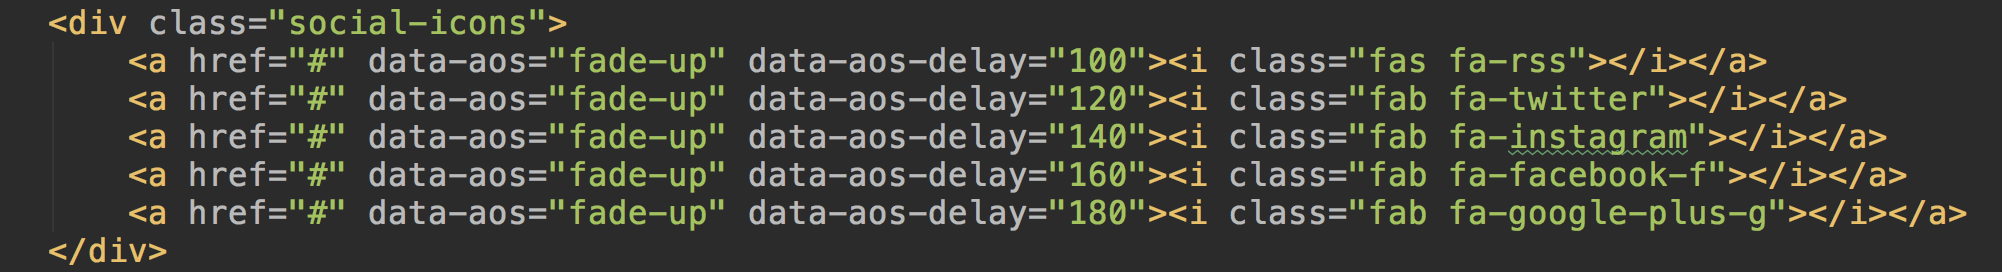 <div class="social-icons">
<a href="#" data-aos="fade-up" data-aos-delay="100"><i class="fas fa-rss"></i></a>
<a href="#" data-aos="fade-up" data-aos-delay="120"><i class="fab fa-twitter"></i></a>
<a href="#" data-aos="fade-up" data-aos-delay="140"><i class="fab fa-instagram"></i></a>
<a href="#" data-aos="fade-up" data-aos-delay="160"><i class="fab fa-facebook-f"></i></a>
<a href="#" data-aos="fade-up" data-aos-delay="180"><i class="fab fa-google-plus-g"></i></a>
</div>